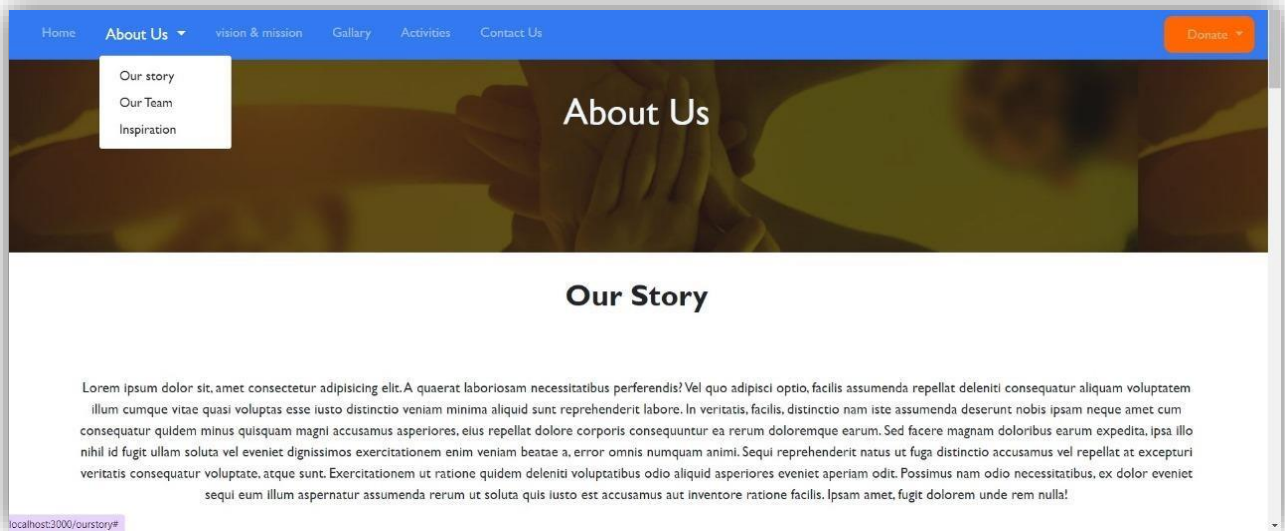 Home About Us vision & mission Gallary Activities Contact Us Donate
Our story
Our Team
Inspiration
About Us
Our Story
Lorem ipsum dolor sit, amet consectetur adipisicing elit. A quaerat laboriosam necessitatibus perferendis? Vel quo adipisci optio, facilis assumenda repellat deleniti consequatur aliquam voluptatem
illum cumque vitae quasi voluptas esse iusto distinctio veniam minima aliquid sunt reprehenderit labore. In veritatis, facilis, distinctio nam iste assumenda deserunt nobis ipsam neque amet cum
consequatur quidem minus quisquam magni accusamus asperiores, eius repellat dolore corporis consequuntur ea rerum doloremque earum. Sed facere magnam doloribus earum expedita, ipsa illo
nihil id fugit ullam soluta vel eveniet dignissimos exercitationem enim veniam beatae a, error omnis numquam animi. Sequi reprehenderit natus ut fuga distinctio accusamus vel repellat at excepturi
veritatis consequatur voluptate, atque sunt. Exercitationem ut ratione quidem deleniti voluptatibus odio aliquid asperiores eveniet aperiam odit. Possimus nam odio necessitatibus, ex dolor eveniet
sequi eum illum aspernatur assumenda rerum ut soluta quis iusto est accusamus aut inventore ratione facilis. Ipsam amet, fugit dolorem unde rem nulla!
localhost:3000/ourstory#